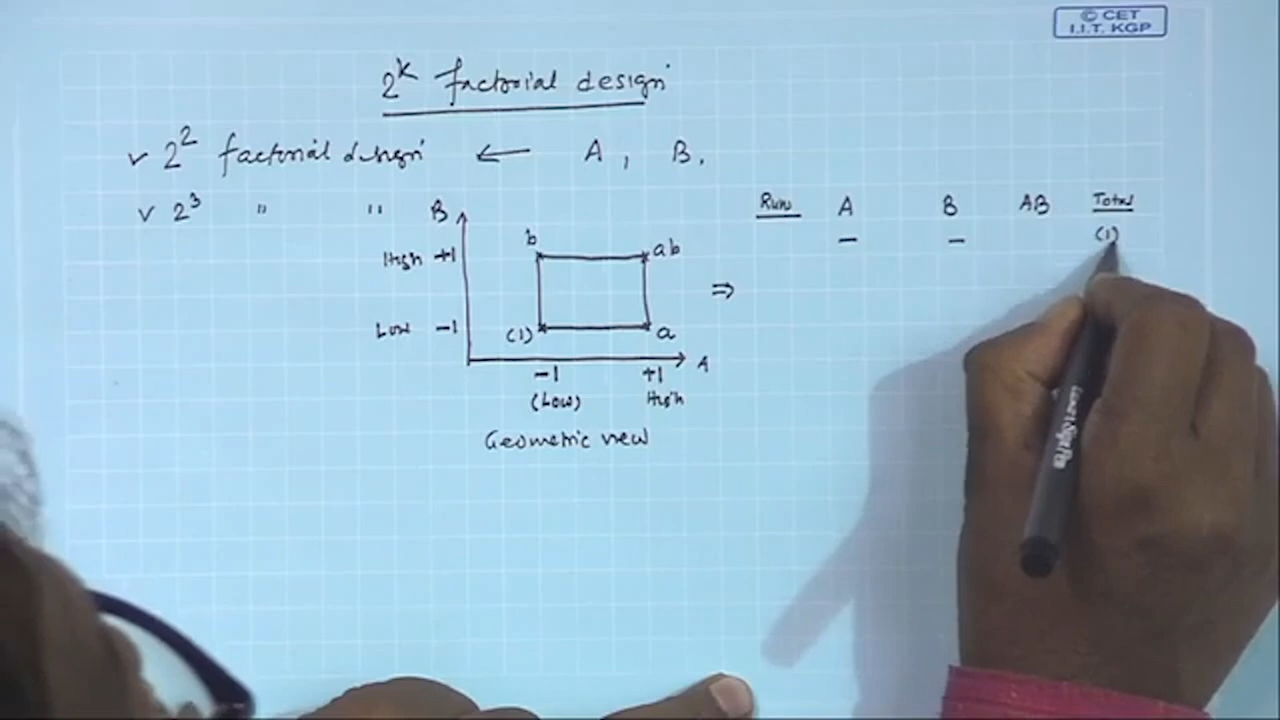 © CET
I.I.T. KGP
2^k factorial design
✓ 2^2 factorial design ← A, B.
✓ 2^3 " "
B
High +1
Low -1
b
ab
(1)
a
-1
+1
A
(Low)
High
Geometric view
⇒
Run A B AB Total
− − (1)